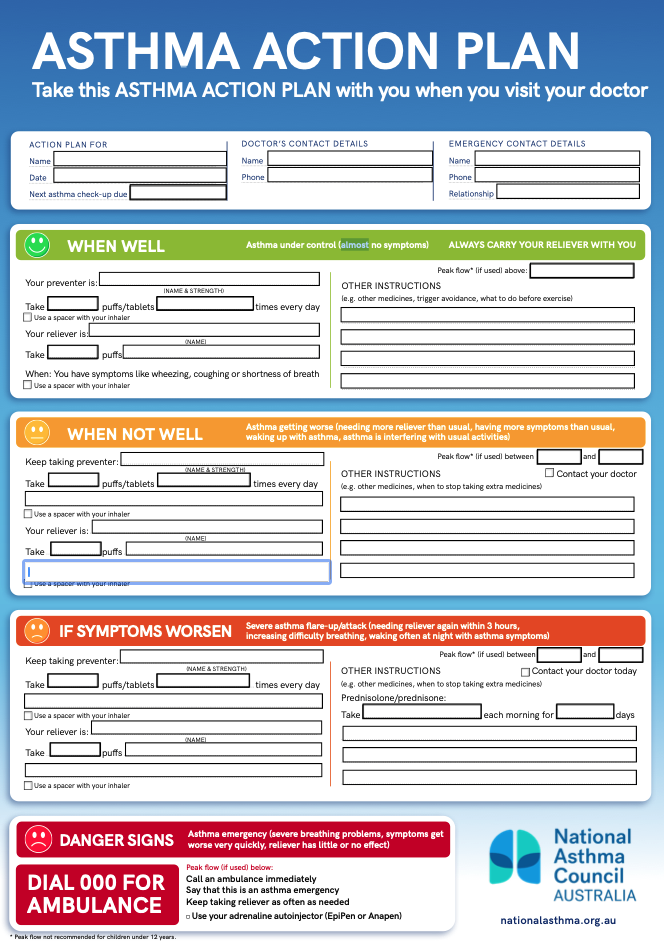 ASTHMA ACTION PLAN
Take this ASTHMA ACTION PLAN with you when you visit your doctor
ACTION PLAN FOR
Name
Date
Next asthma check-up due
DOCTOR'S CONTACT DETAILS
Name
Phone
EMERGENCY CONTACT DETAILS
Name
Phone
Relationship
WHEN WELL
Asthma under control (almost no symptoms)
ALWAYS CARRY YOUR RELIEVER WITH YOU
Your preventer is:
(NAME & STRENGTH)
Take puffs/tablets times every day
Use a spacer with your inhaler
Your reliever is:
(NAME)
Take puffs
When: You have symptoms like wheezing, coughing or shortness of breath
Use a spacer with your inhaler
Peak flow* (if used) above:
OTHER INSTRUCTIONS
(e.g. other medicines, trigger avoidance, what to do before exercise)
WHEN NOT WELL
Asthma getting worse (needing more reliever than usual, having more symptoms than usual,
waking up with asthma, asthma is interfering with usual activities)
Keep taking preventer:
(NAME & STRENGTH)
Take puffs/tablets times every day
Use a spacer with your inhaler
Your reliever is:
(NAME)
Take puffs
Use a spacer with your inhaler
Peak flow* (if used) between and
OTHER INSTRUCTIONS
Contact your doctor
(e.g. other medicines, when to stop taking extra medicines)
IF SYMPTOMS WORSEN
Severe asthma flare-up/attack (needing reliever again within 3 hours,
increasing difficulty breathing, waking often at night with asthma symptoms)
Keep taking preventer:
(NAME & STRENGTH)
Take puffs/tablets times every day
Use a spacer with your inhaler
Your reliever is:
(NAME)
Take puffs
Use a spacer with your inhaler
Peak flow* (if used) between and
OTHER INSTRUCTIONS
Contact your doctor today
(e.g. other medicines, when to stop taking extra medicines)
Prednisolone/prednisone:
Take each morning for days
DANGER SIGNS
Asthma emergency (severe breathing problems, symptoms get
worse very quickly, reliever has little or no effect)
DIAL 000 FOR
AMBULANCE
Peak flow (if used) below:
Call an ambulance immediately
Say that this is an asthma emergency
Keep taking reliever as often as needed
Use your adrenaline autoinjector (EpiPen or Anapen)
National
Asthma
Council
AUSTRALIA
nationalasthma.org.au
* Peak flow not recommended for children under 12 years.